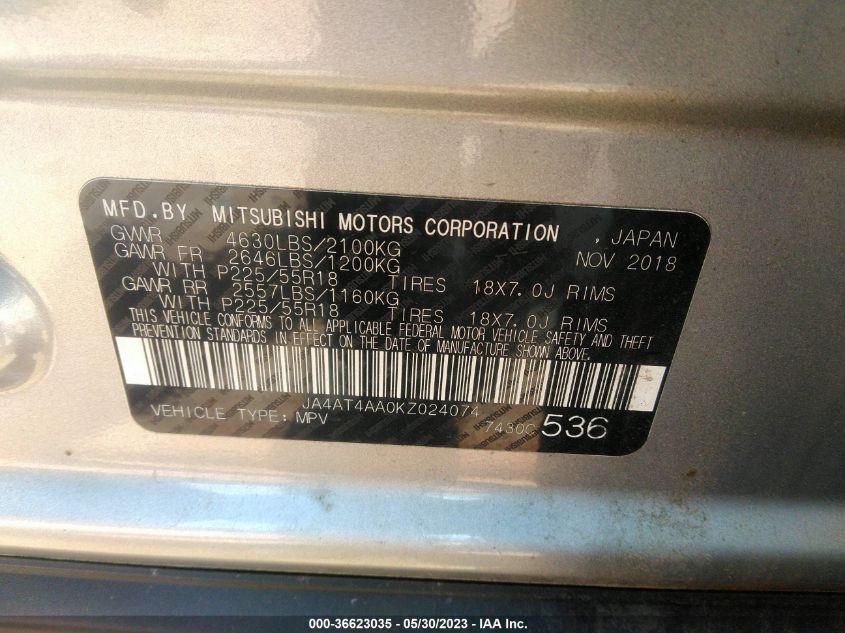 MFD.BY MITSUBISHI MOTORS CORPORATION , JAPAN
GVWR 4630LBS/2100KG NOV 2018
GAWR FR 2646LBS/1200KG
WITH P225/55R18 TIRES 18X7.0J RIMS
GAWR RR 2557LBS/1160KG
WITH P225/55R18 TIRES 18X7.0J RIMS
THIS VEHICLE CONFORMS TO ALL APPLICABLE FEDERAL MOTOR VEHICLE SAFETY AND THEFT
PREVENTION STANDARDS IN EFFECT ON THE DATE OF MANUFACTURE SHOWN ABOVE.
JA4AT4AA0KZ024074
VEHICLE TYPE: MPV 7430C 536
000-36623035 - 05/30/2023 - IAA Inc.